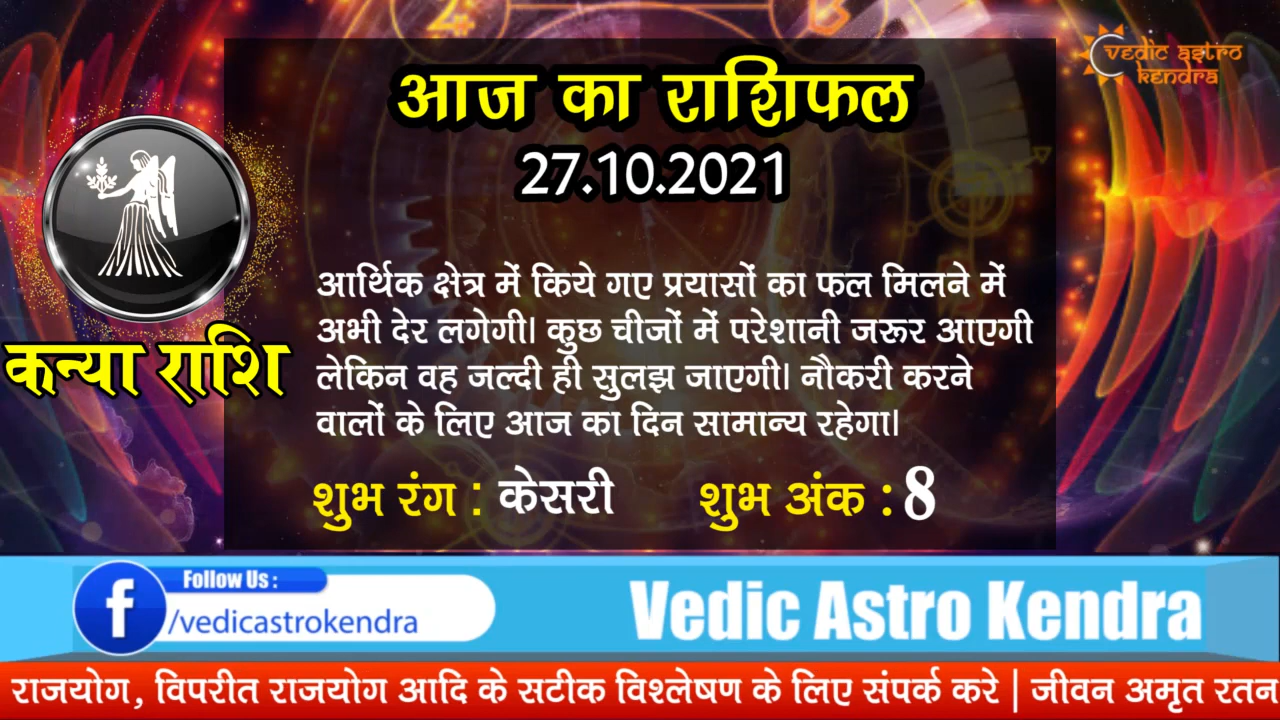 vedic astro
kendra
आज का राशिफल
27.10.2021
आर्थिक क्षेत्र में किये गए प्रयासों का फल मिलने में
अभी देर लगेगी। कुछ चीजों में परेशानी जरूर आएगी
लेकिन वह जल्दी ही सुलझ जाएगी। नौकरी करने
वालों के लिए आज का दिन सामान्य रहेगा।
कन्या राशि
शुभ रंग : केसरी शुभ अंक : 8
Follow Us :
f /vedicastrokendra
Vedic Astro Kendra
राजयोग, विपरीत राजयोग आदि के सटीक विश्लेषण के लिए संपर्क करे | जीवन अमृत रतन